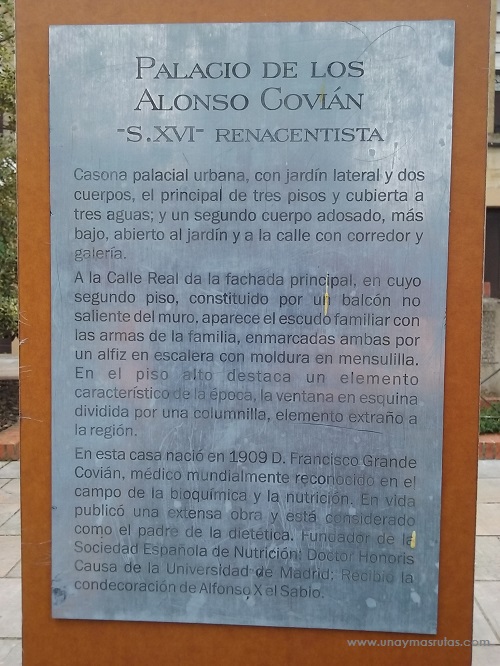 PALACIO DE LOS
ALONSO COVIÁN
-S.XVI- RENACENTISTA
Casona palacial urbana, con jardín lateral y dos
cuerpos, el principal de tres pisos y cubierta a
tres aguas; y un segundo cuerpo adosado, más
bajo, abierto al jardín y a la calle con corredor y
galería.
A la Calle Real da la fachada principal, en cuyo
segundo piso, constituido por un balcón no
saliente del muro, aparece el escudo familiar con
las armas de la familia, enmarcadas ambas por
un alfiz en escalera con moldura en mensulilla.
En el piso alto destaca un elemento
característico de la época, la ventana en esquina
dividida por una columnilla, elemento extraño a
la región.
En esta casa nació en 1909 D. Francisco Grande
Covián, médico mundialmente reconocido en el
campo de la bioquímica y la nutrición. En vida
publicó una extensa obra y está considerado
como el padre de la dietética. Fundador de la
Sociedad Española de Nutrición; Doctor Honoris
Causa de la Universidad de Madrid; Recibió la
condecoración de Alfonso X el Sabio.
www.unaymasrulas.com